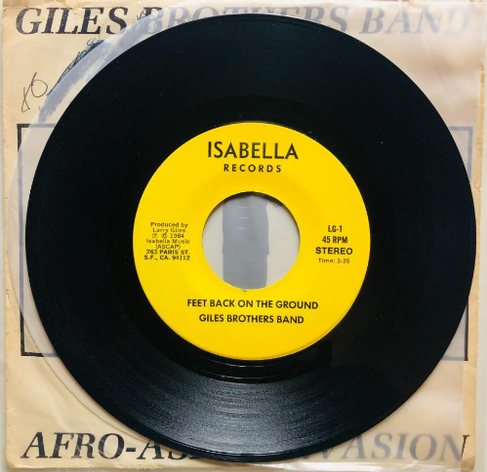 GILES BROTHERS BAND
ISABELLA
RECORDS
Produced by
Larry Giles
Ⓟ © 1984
Isabella Music
(ASCAP)
263 PARIS ST.
S.F., CA. 94112
LG-1
45 RPM
STEREO
Time: 3:35
FEET BACK ON THE GROUND
GILES BROTHERS BAND
AFRO-AS VASION